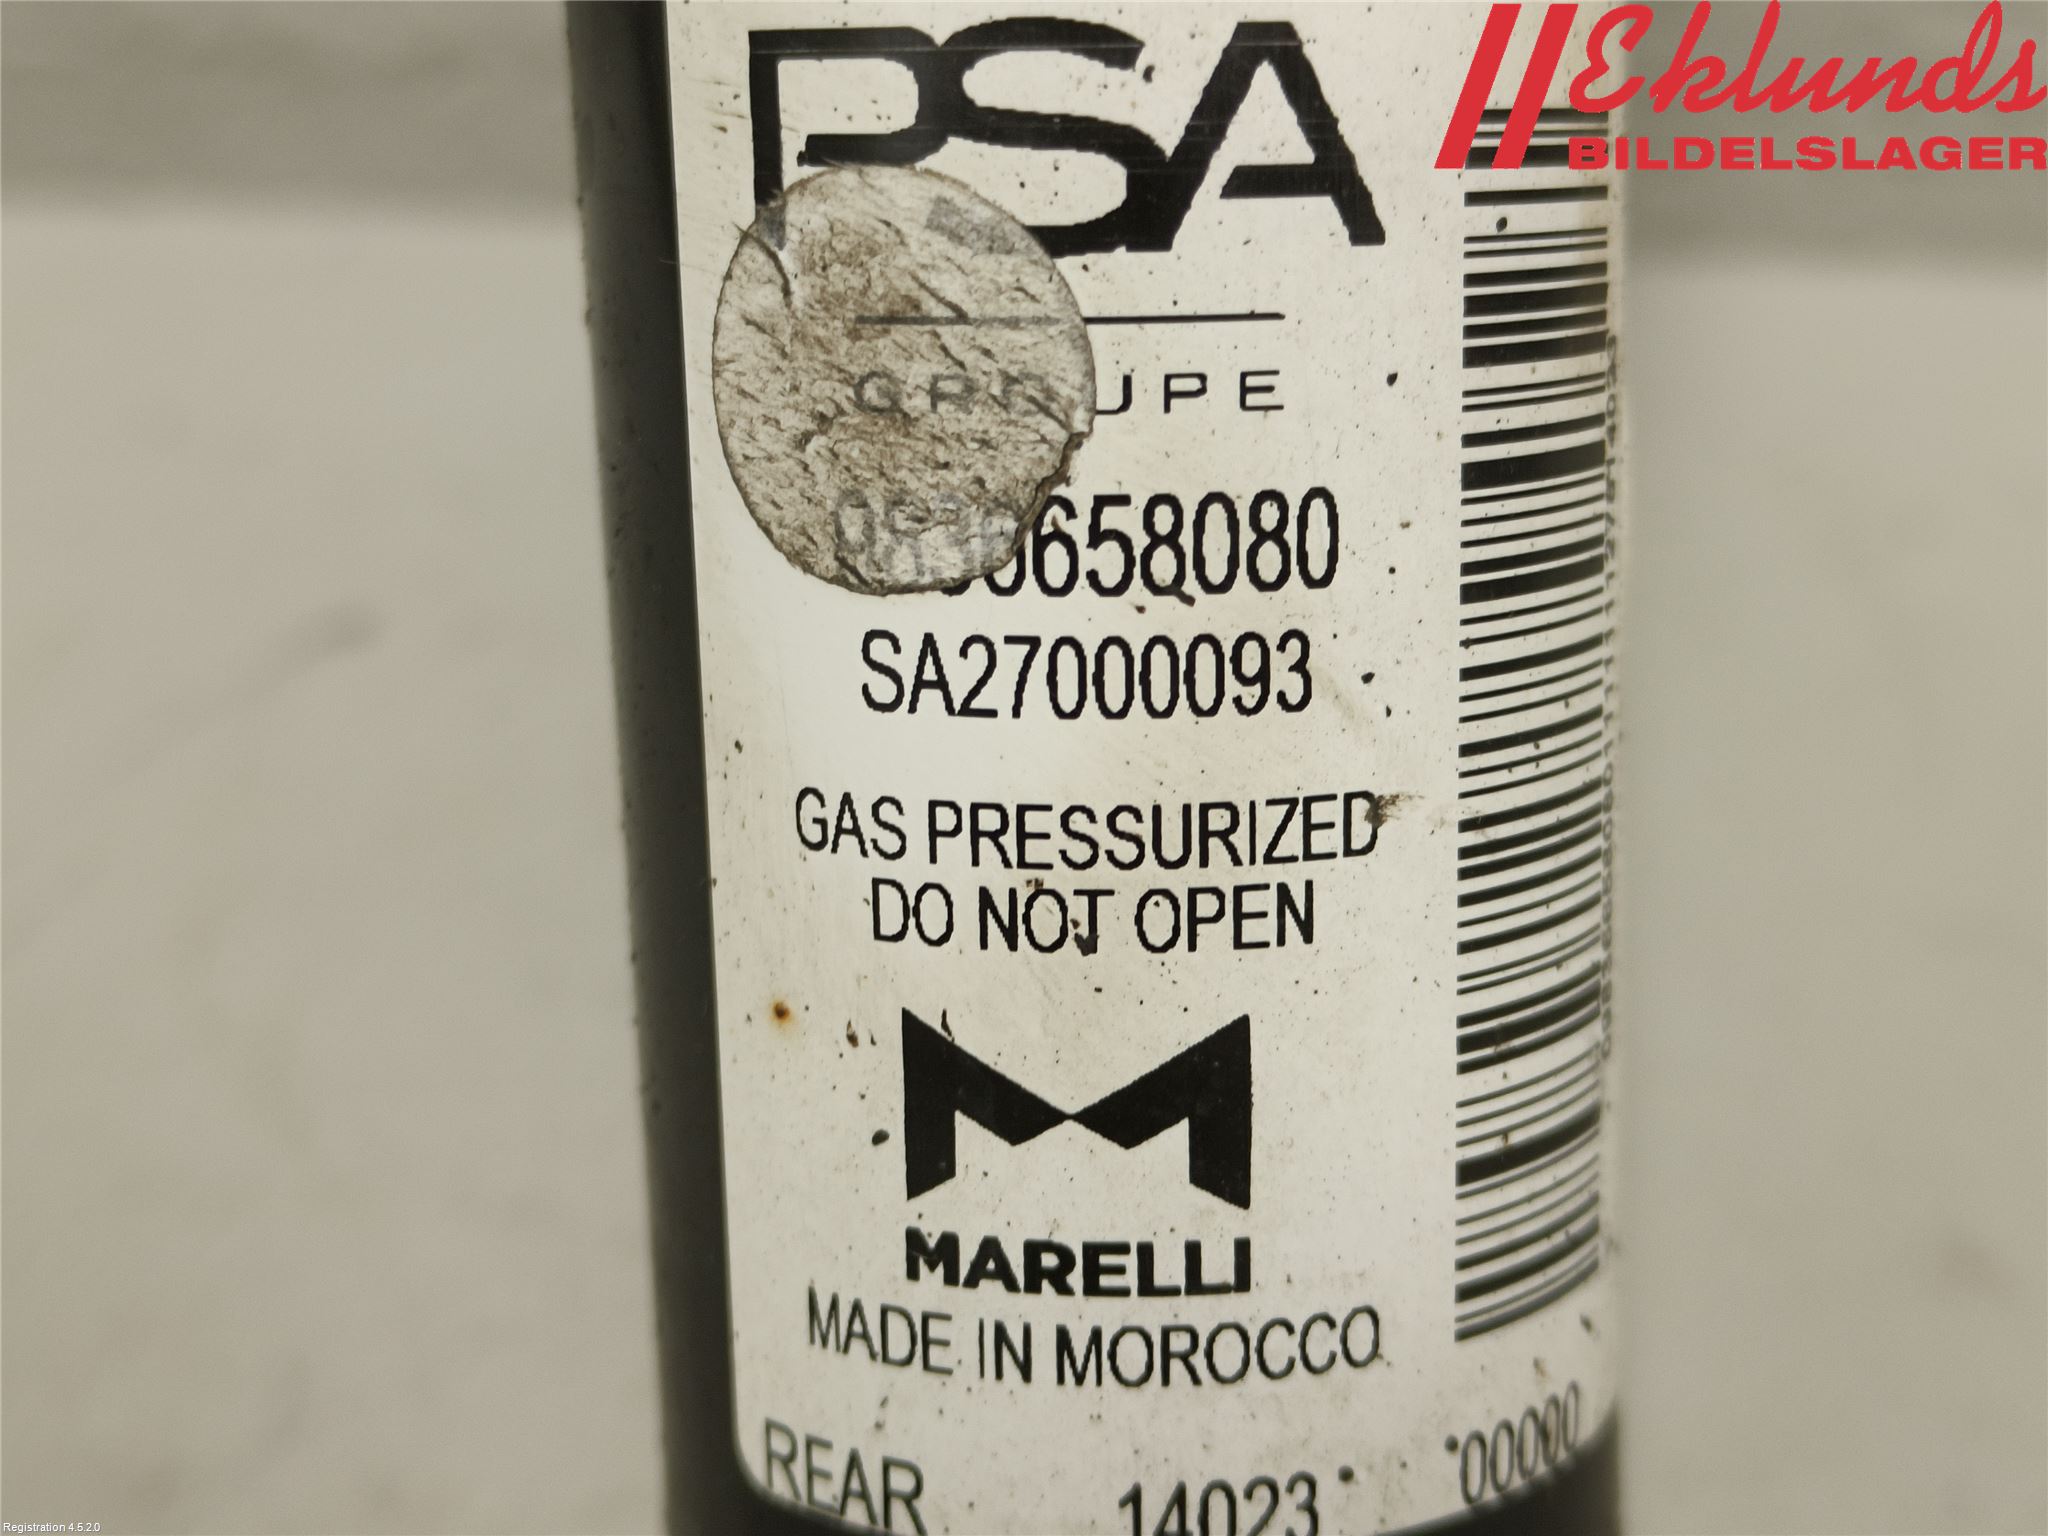 Eklunds
BILDELSLAGER
PSA
GROUPE
9836658080
SA27000093
GAS PRESSURIZED
DO NOT OPEN
MARELLI
MADE IN MOROCCO
REAR 14023 00000
Registration 4.5.2.0